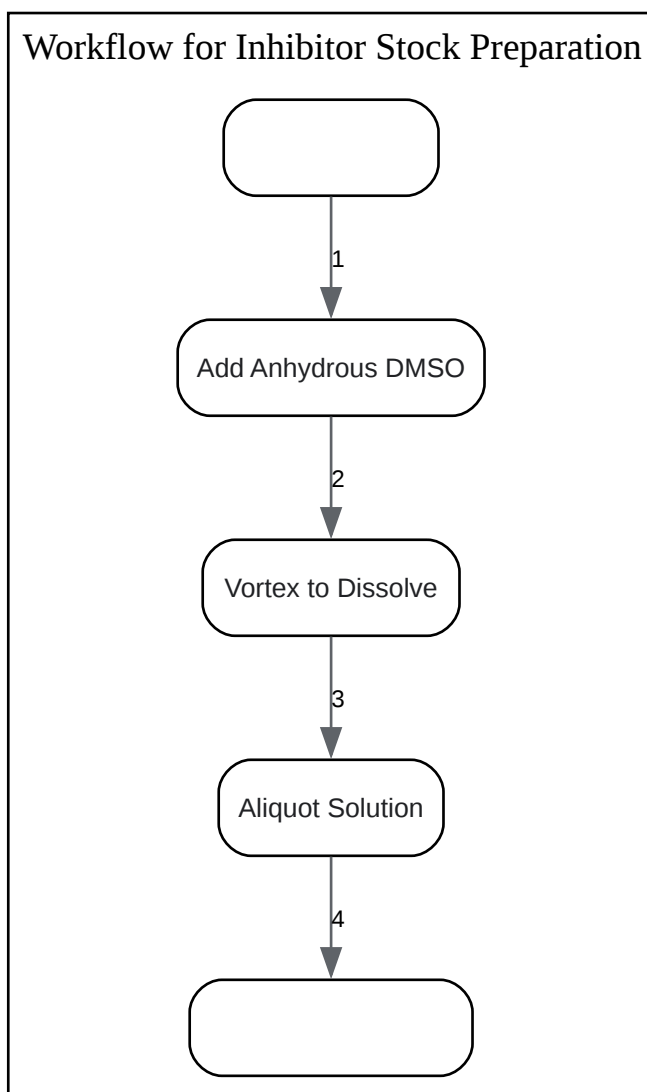 Workflow for Inhibitor Stock Preparation
1
Add Anhydrous DMSO
2
Vortex to Dissolve
3
Aliquot Solution
4